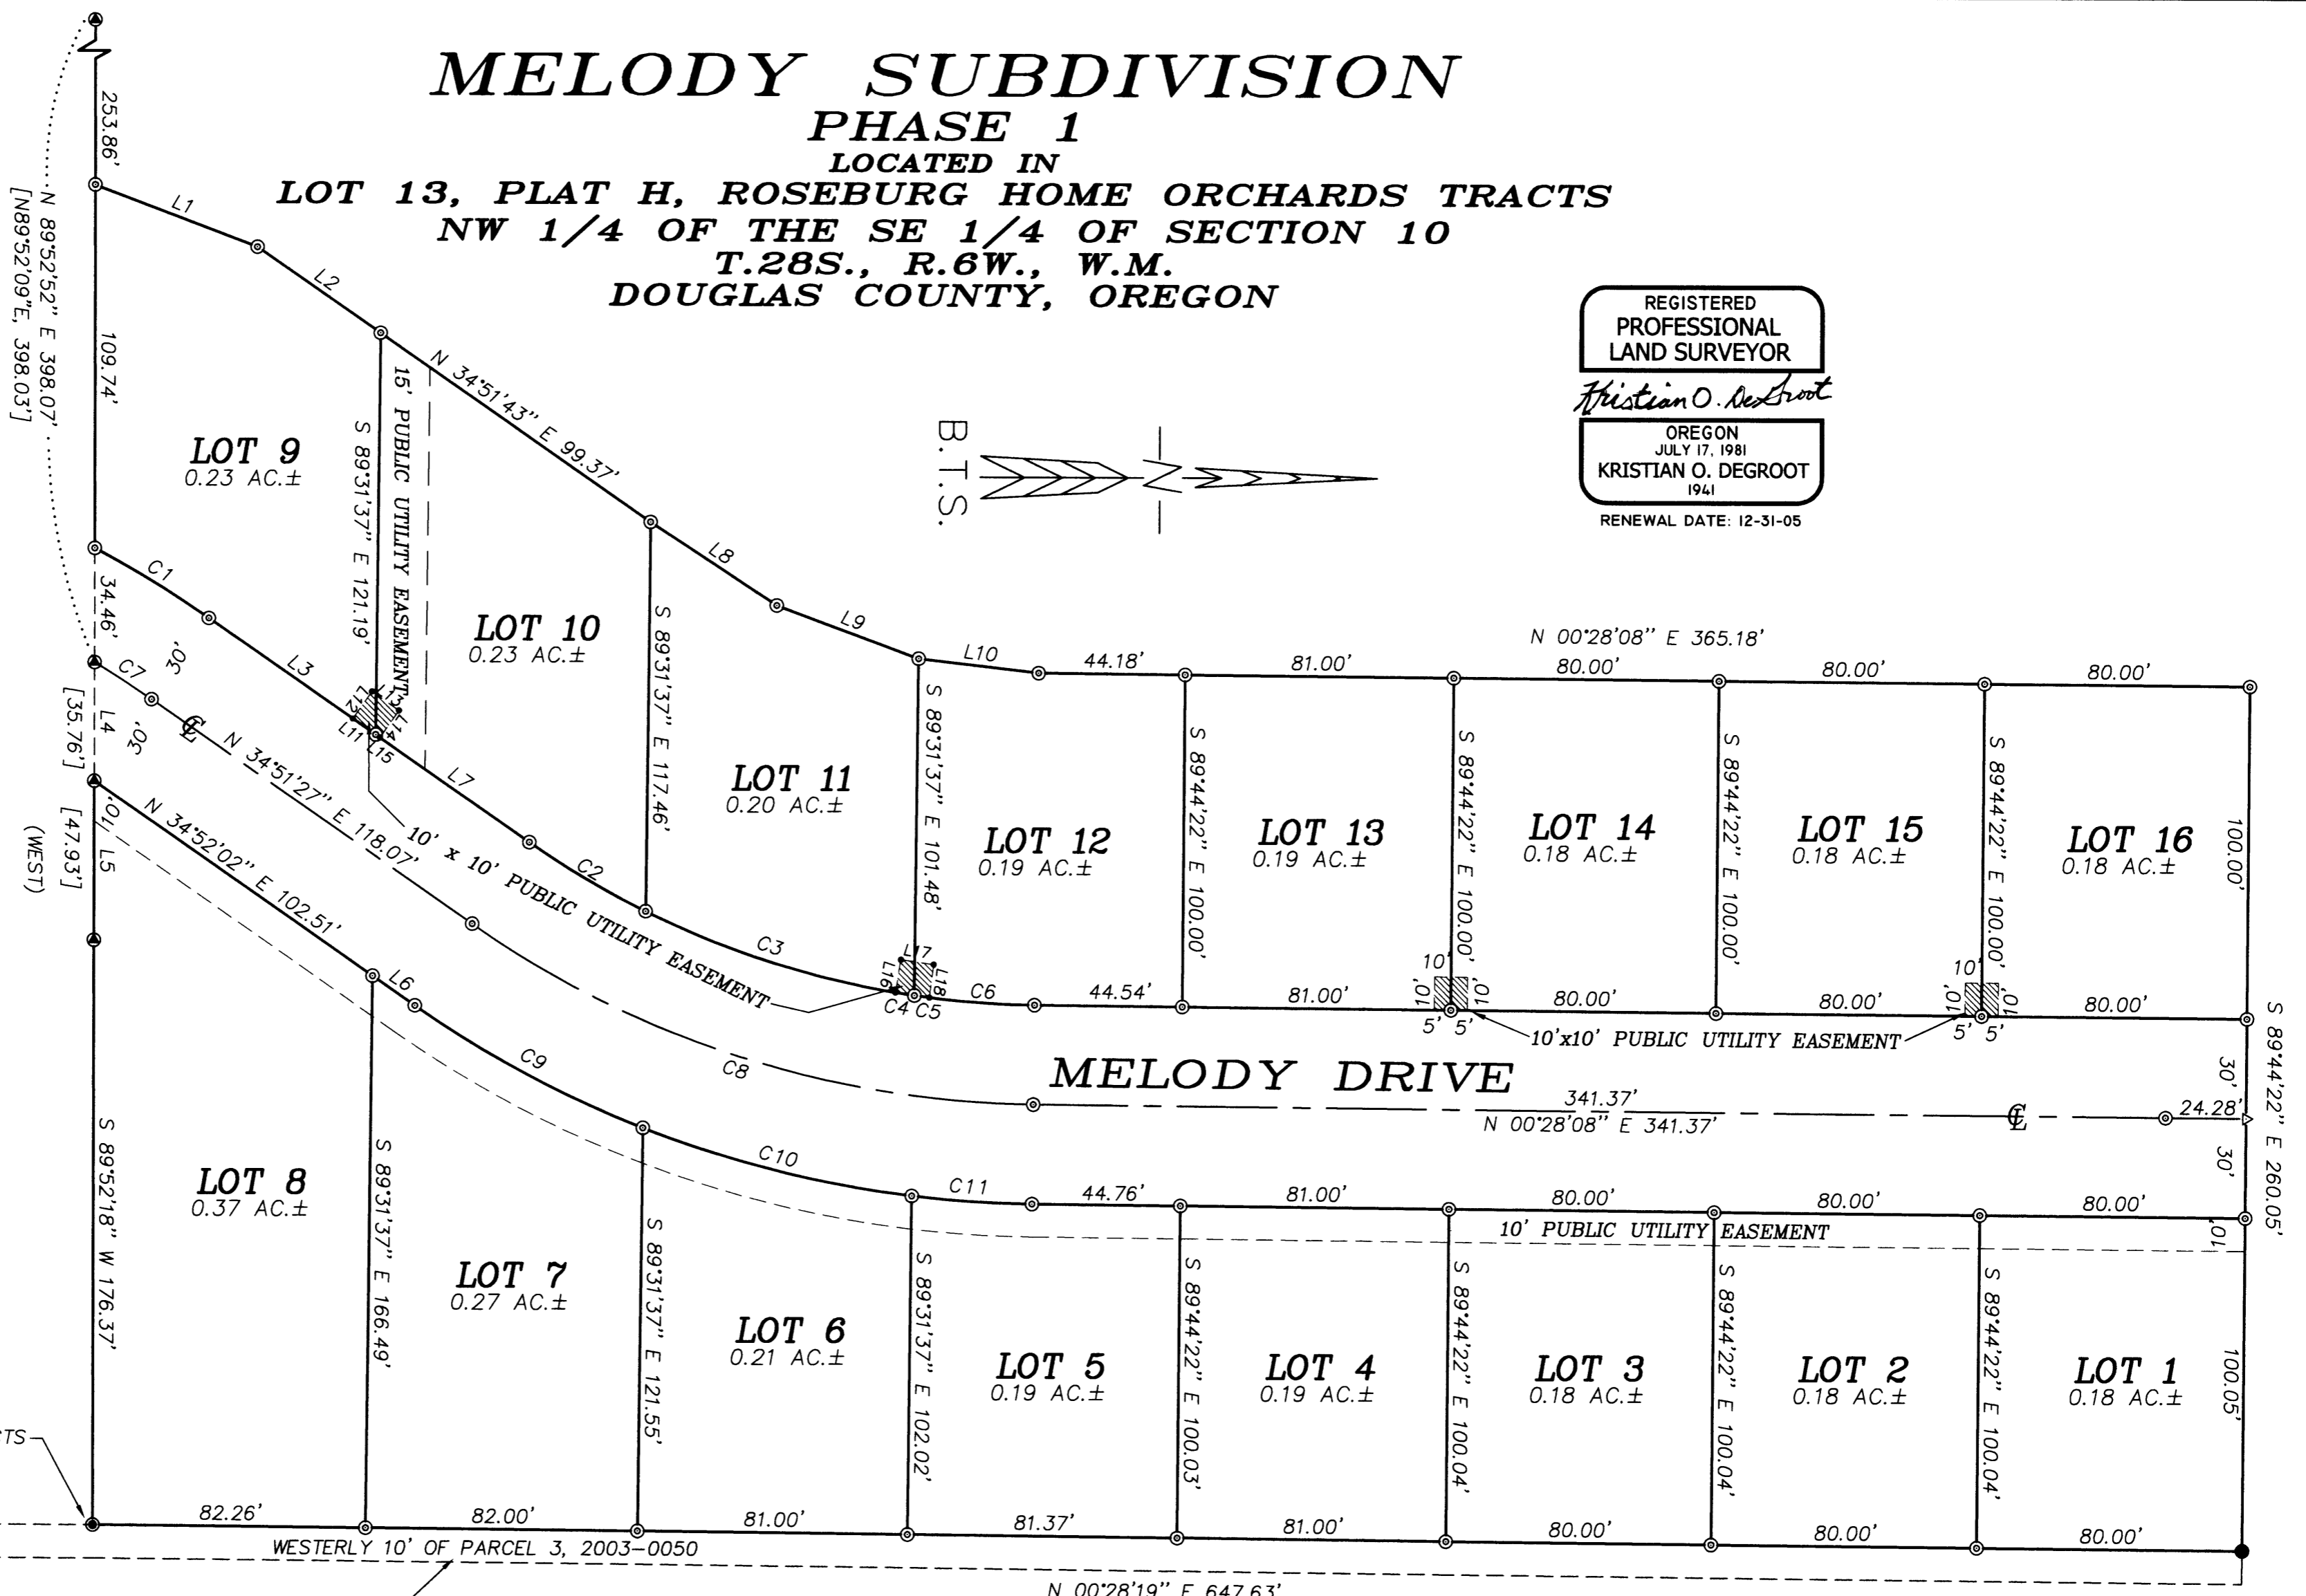 MELODY SUBDIVISION
PHASE 1
LOCATED IN
LOT 13, PLAT H, ROSEBURG HOME ORCHARDS TRACTS
NW 1/4 OF THE SE 1/4 OF SECTION 10
T.28S., R.6W., W.M.
DOUGLAS COUNTY, OREGON
REGISTERED
PROFESSIONAL
LAND SURVEYOR
Kristian O. DeGroot
OREGON
JULY 17, 1981
KRISTIAN O. DEGROOT
1941
RENEWAL DATE: 12-31-05
B.T.S.
N
253.86'
N 89°52'52" E 398.07'
[N89°52'09"E, 398.03']
109.74'
34.46'
L1
L2
LOT 9
0.23 AC.±
C1
L3
S 89°31'37" E 121.19'
15' PUBLIC UTILITY EASEMENT
N 34°51'43" E 99.37'
LOT 10
0.23 AC.±
L12
L13
L14
L11
L15
L7
S 89°31'37" E 117.46'
L8
L9
LOT 11
0.20 AC.±
C2
C3
S 89°31'37" E 101.48'
L10
44.18'
81.00'
N 00°28'08" E 365.18'
80.00'
80.00'
80.00'
LOT 12
0.19 AC.±
S 89°44'22" E 100.00'
LOT 13
0.19 AC.±
S 89°44'22" E 100.00'
LOT 14
0.18 AC.±
S 89°44'22" E 100.00'
LOT 15
0.18 AC.±
S 89°44'22" E 100.00'
LOT 16
0.18 AC.±
100.00'
L16
L17
L18
C4
C5
C6
44.54'
81.00'
80.00'
80.00'
80.00'
10'
10'
10'
5'
5'
10'
10'
10'
5'
5'
10'x10' PUBLIC UTILITY EASEMENT
10' x 10' PUBLIC UTILITY EASEMENT
C7
30'
30'
L4
[35.76']
℄
N 34°51'27" E 118.07'
C8
MELODY DRIVE
341.37'
N 00°28'08" E 341.37'
℄
24.28'
30'
30'
S 89°44'22" E 260.05'
10'
L5
[47.93']
(WEST)
N 34°52'02" E 102.51'
L6
C9
C10
C11
44.76'
81.00'
80.00'
80.00'
80.00'
10' PUBLIC UTILITY EASEMENT
10'
S 89°52'18" W 176.37'
LOT 8
0.37 AC.±
S 89°31'37" E 166.49'
LOT 7
0.27 AC.±
S 89°31'37" E 121.55'
LOT 6
0.21 AC.±
S 89°31'37" E 102.02'
LOT 5
0.19 AC.±
S 89°44'22" E 100.03'
LOT 4
0.19 AC.±
S 89°44'22" E 100.04'
LOT 3
0.18 AC.±
S 89°44'22" E 100.04'
LOT 2
0.18 AC.±
S 89°44'22" E 100.04'
LOT 1
0.18 AC.±
100.05'
TS
82.26'
82.00'
81.00'
81.37'
81.00'
80.00'
80.00'
80.00'
WESTERLY 10' OF PARCEL 3, 2003-0050
N 00°28'19" E 647.63'